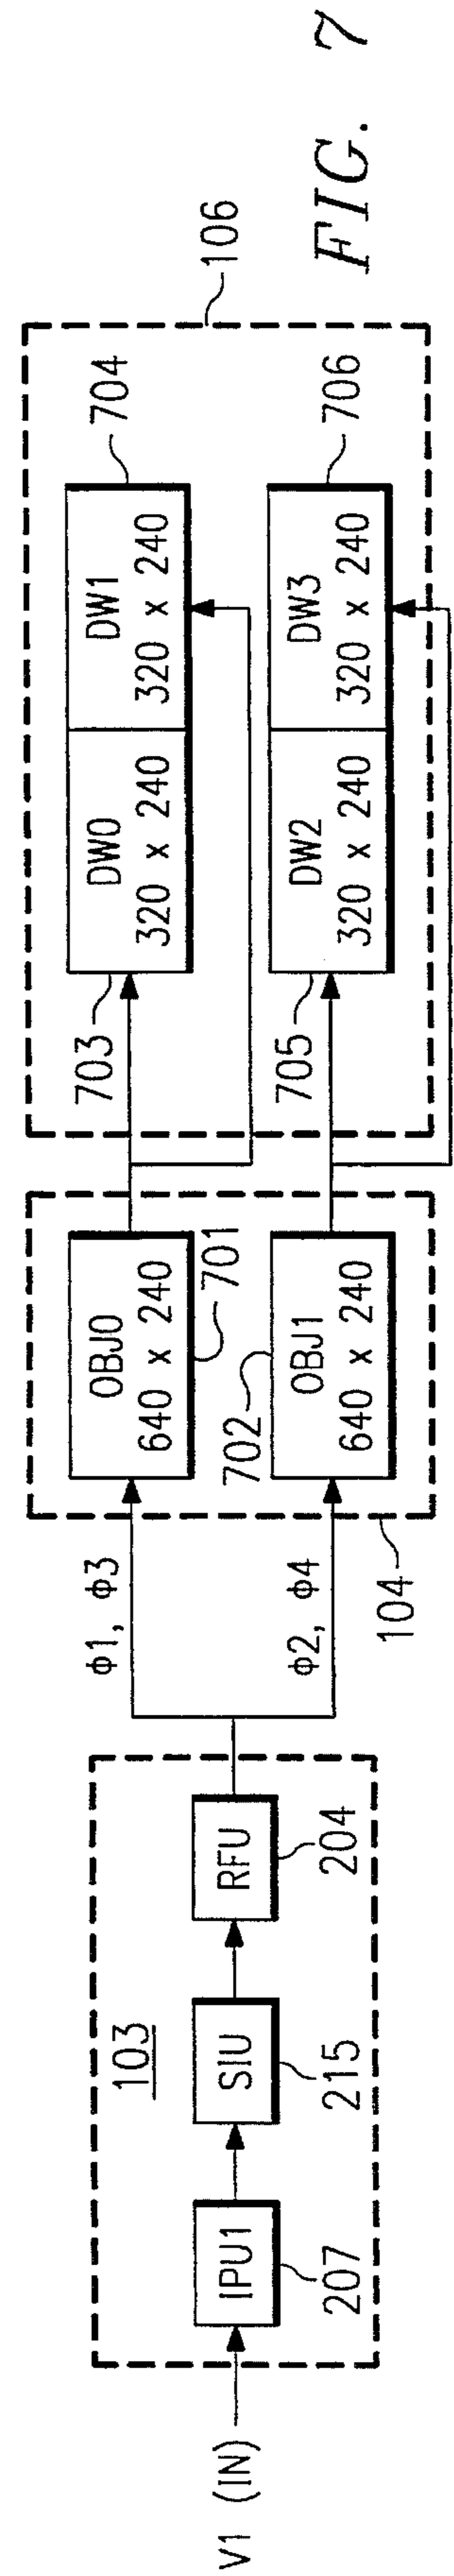 V1 (IN)
103
IPU1
207
SIU
215
RFU
204
ϕ1, ϕ3
ϕ2, ϕ4
104
OBJ0
640 x 240
701
702
OBJ1
640 x 240
703
DW0
320 x 240
DW1
320 x 240
704
705
DW2
320 x 240
DW3
320 x 240
706
106
FIG. 7